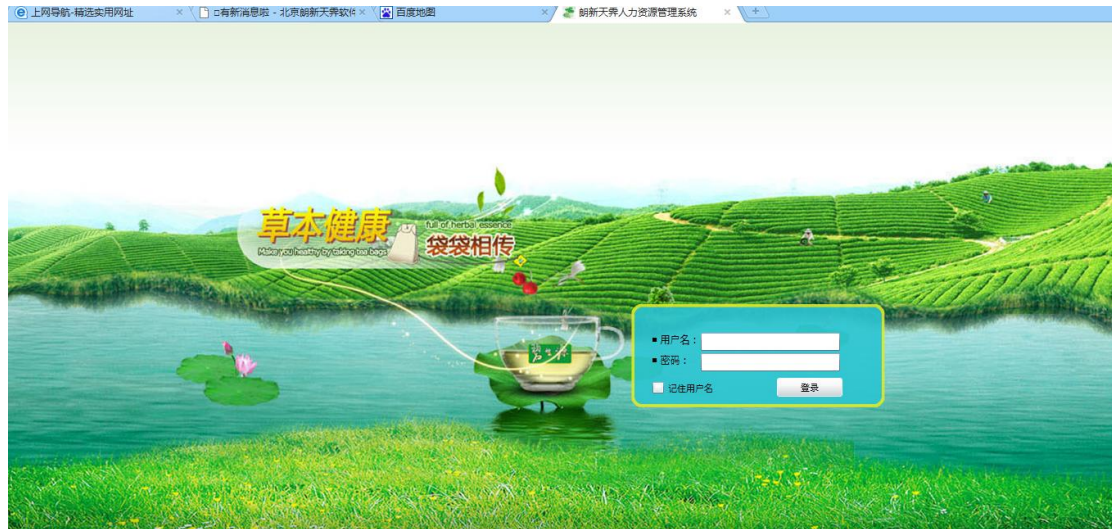 上网导航-精选实用网址
有新消息啦 - 北京朗新天霁软件
百度地图
朗新天霁人力资源管理系统
草本健康
Make you healthy by taking tea bags
full of herbal essence
袋袋相传
用户名：
密码：
记住用户名
登录